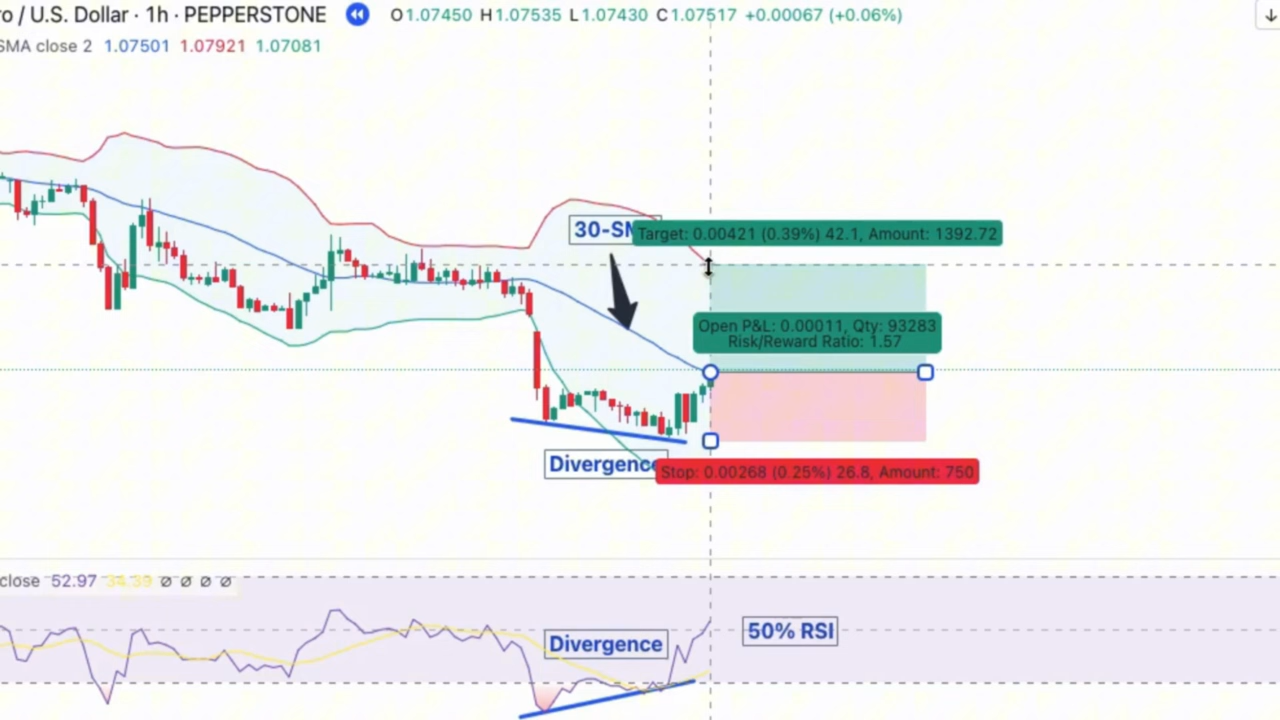 ro / U.S. Dollar · 1h · PEPPERSTONE O1.07450 H1.07535 L1.07430 C1.07517 +0.00067 (+0.06%)
SMA close 2 1.07501 1.07921 1.07081
30-SM
Target: 0.00421 (0.39%) 42.1, Amount: 1392.72
Open P&L: 0.00011, Qty: 93283
Risk/Reward Ratio: 1.57
Divergence
Stop: 0.00268 (0.25%) 26.8, Amount: 750
close 52.97 34.39 ∅ ∅ ∅ ∅
Divergence
50% RSI